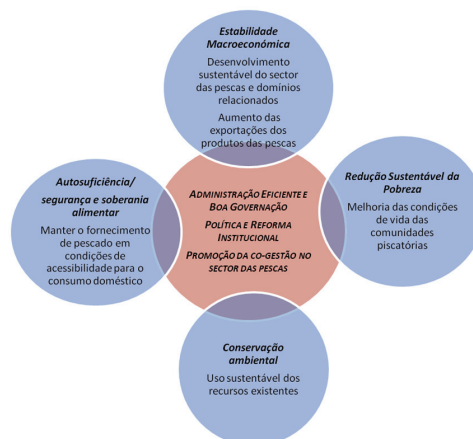 Estabilidade
Macroeconómica
Desenvolvimento
sustentável do sector
das pescas e domínios
relacionados
Aumento das
exportações dos
produtos das pescas
Autosuficiência/
segurança e soberania
alimentar
Manter o fornecimento
de pescado em
condições de
acessibilidade para o
consumo doméstico
ADMINISTRAÇÃO EFICIENTE E
BOA GOVERNAÇÃO
POLÍTICA E REFORMA
INSTITUCIONAL
PROMOÇÃO DA CO-GESTÃO NO
SECTOR DAS PESCAS
Redução Sustentável da
Pobreza
Melhoria das condições
de vida das
comunidades
piscatórias
Conservação
ambiental
Uso sustentável dos
recursos existentes